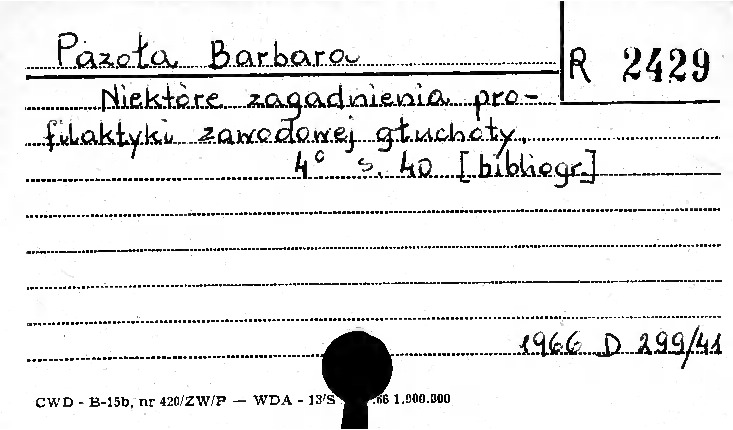 Pazoła Barbara
R 2429
Niektóre zagadnienia pro-
filaktyki zawodowej głuchoty.
4° s. 40 [bibliogr.]
1966 D 299/41
CWD - B-15b, nr 420/ZW/P — WDA - 13/S .66 1.000.000